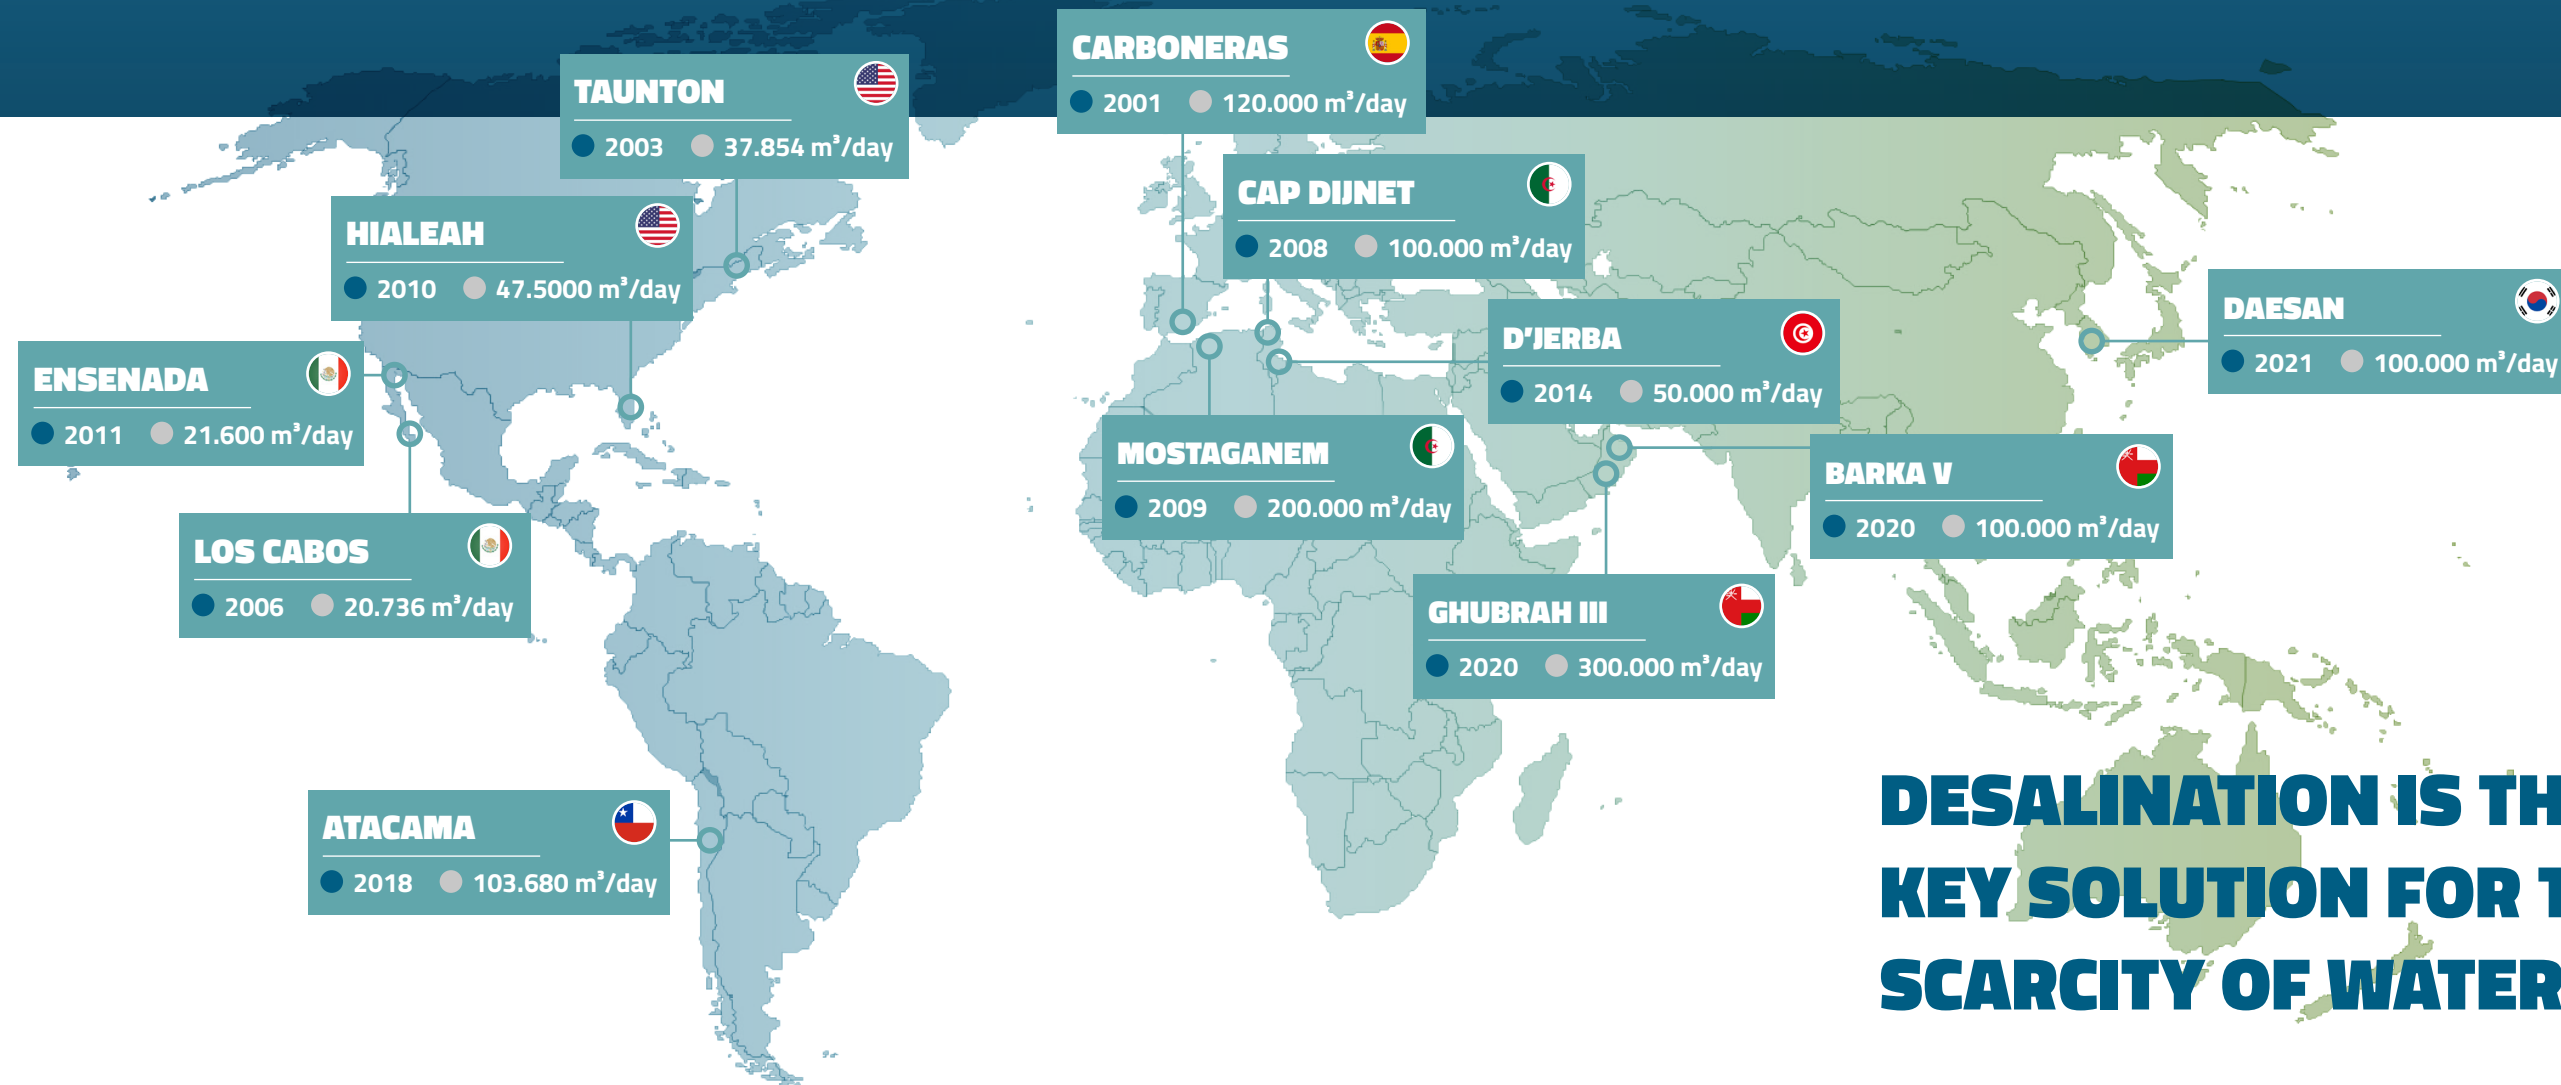 CARBONERAS
2001 120.000 m³/day
TAUNTON
2003 37.854 m³/day
CAP DIJNET
2008 100.000 m³/day
HIALEAH
2010 47.5000 m³/day
DAESAN
2021 100.000 m³/day
D'JERBA
2014 50.000 m³/day
ENSENADA
2011 21.600 m³/day
MOSTAGANEM
2009 200.000 m³/day
BARKA V
2020 100.000 m³/day
LOS CABOS
2006 20.736 m³/day
GHUBRAH III
2020 300.000 m³/day
ATACAMA
2018 103.680 m³/day
DESALINATION IS TH
KEY SOLUTION FOR T
SCARCITY OF WATER